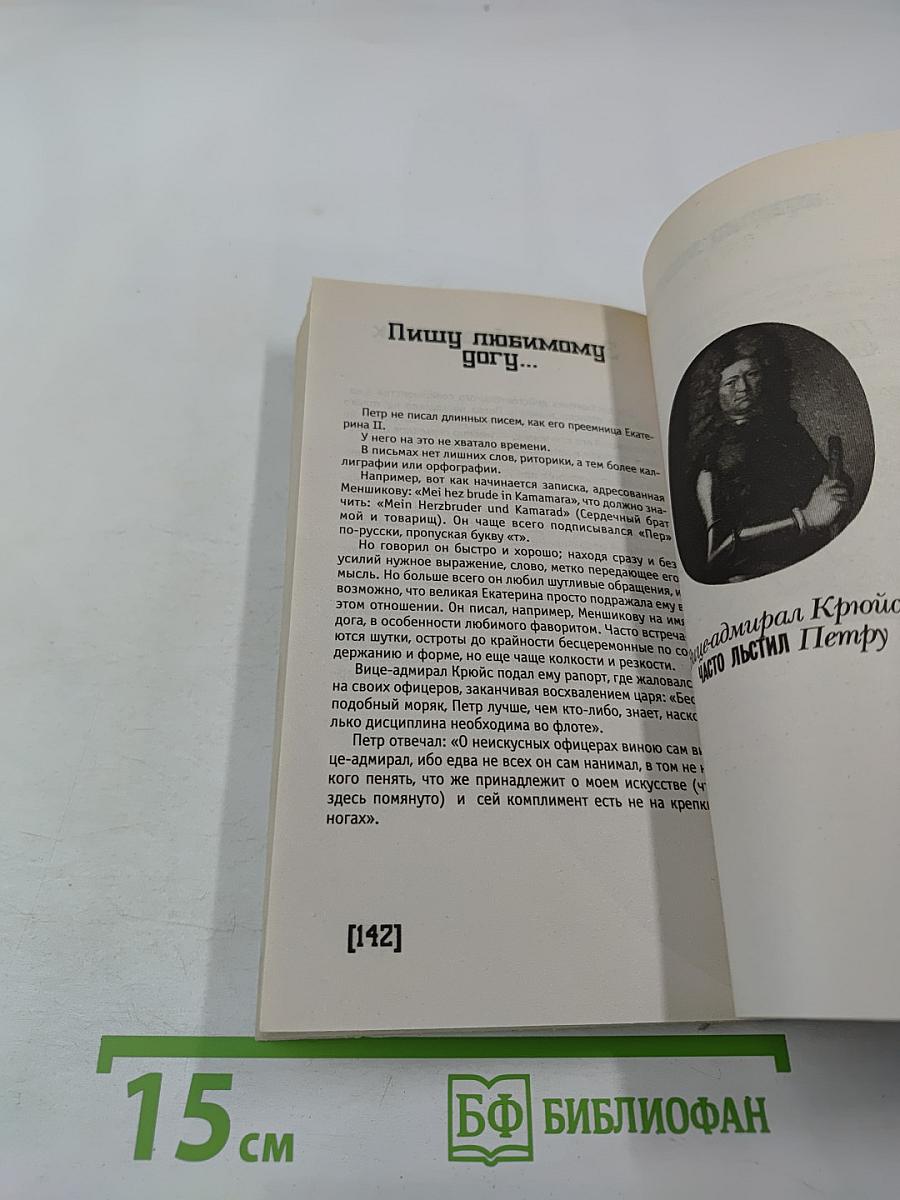 Пишу любимому
догу...
Петр не писал длинных писем, как его преемница Екате-
рина II.
У него на это не хватало времени.
В письмах нет лишних слов, риторики, а тем более кал-
лиграфии или орфографии.
Например, вот как начинается записка, адресованная
Меншикову: «Mei hez brude in Kamamara», что должно зна-
чить: «Mein Herzbruder und Kamarad» (Сердечный брат
мой и товарищ). Он чаще всего подписывался «Пер»
по-русски, пропуская букву «т».
Но говорил он быстро и хорошо; находя сразу и без
усилий нужное выражение, слово, метко передающее его
мысль. Но больше всего он любил шутливые обращения, и
возможно, что великая Екатерина просто подражала ему в
этом отношении. Он писал, например, Меншикову на имя
дога, в особенности любимого фаворитом. Часто встреча
ются шутки, остроты до крайности бесцеремонные по со
держанию и форме, но еще чаще колкости и резкости.
Вице-адмирал Крюйс подал ему рапорт, где жаловалс
на своих офицеров, заканчивая восхвалением царя: «Бес
подобный моряк, Петр лучше, чем кто-либо, знает, наско
лько дисциплина необходима во флоте».
Петр отвечал: «О неискусных офицерах виною сам ви
це-адмирал, ибо едва не всех он сам нанимал, в том не н
кого пенять, что же принадлежит о моем искусстве (чт
здесь помянуто) и сей комплимент есть не на крепки
ногах».
[142]
Вице-адмирал Крюйс
ЧАСТО ЛЬСТИЛ Петру
15 см
БФ БИБЛИОФАН